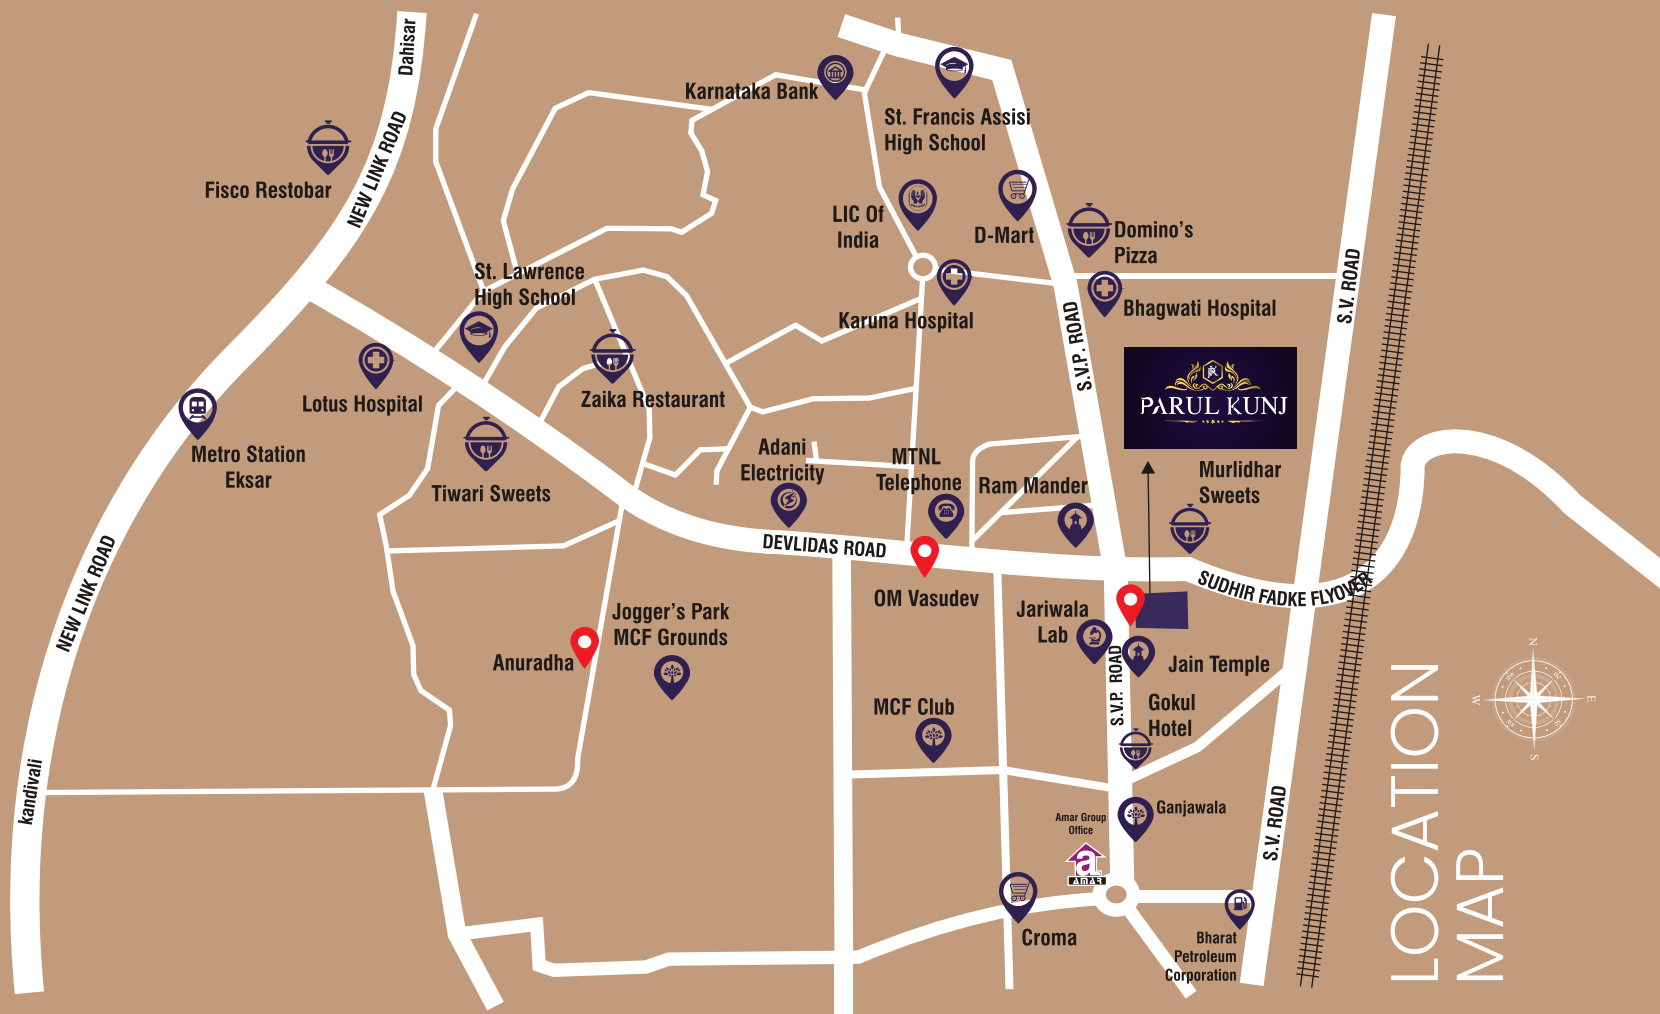 Dahisar
NEW LINK ROAD
Karnataka Bank
St. Francis Assisi
High School
Fisco Restobar
LIC Of
India
D-Mart
Domino's
Pizza
St. Lawrence
High School
Karuna Hospital
Bhagwati Hospital
S.V. ROAD
S.V.P. ROAD
PARUL KUNJ
Lotus Hospital
Zaika Restaurant
Metro Station
Eksar
Tiwari Sweets
Adani
Electricity
MTNL
Telephone
Ram Mander
Murlidhar
Sweets
DEVLIDAS ROAD
SUDHIR FADKE FLYOVER
NEW LINK ROAD
OM Vasudev
Jogger's Park
MCF Grounds
Anuradha
Jariwala
Lab
Jain Temple
S.V.P. ROAD
MCF Club
Gokul
Hotel
kandivali
Ganjawala
Amar Group
Office
a
AMAR
S.V. ROAD
Croma
Bharat
Petroleum
Corporation
LOCATION
MAP
N
E
S
W